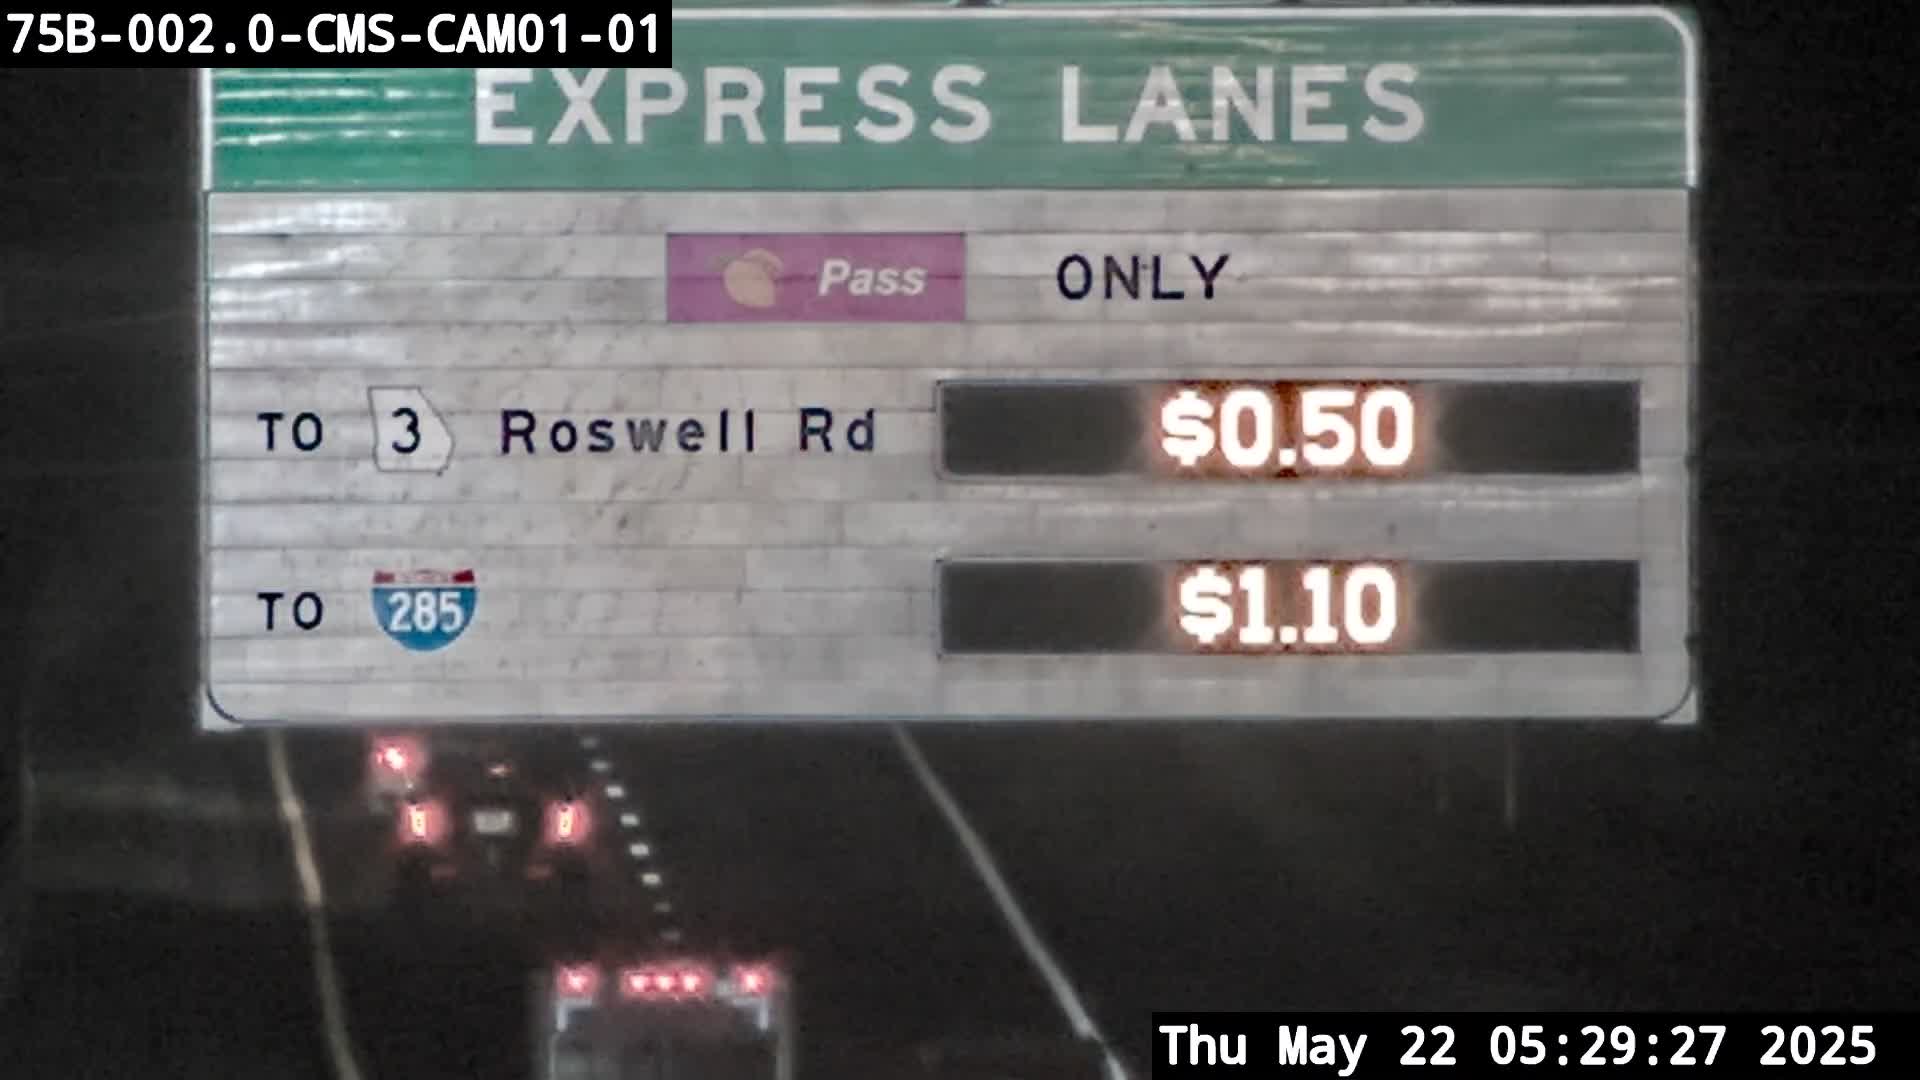 75B-002.0-CMS-CAM01-01
EXPRESS LANES
Pass ONLY
TO 3 Roswell Rd $0.50
TO 285 $1.10
Thu May 22 05:29:27 2025